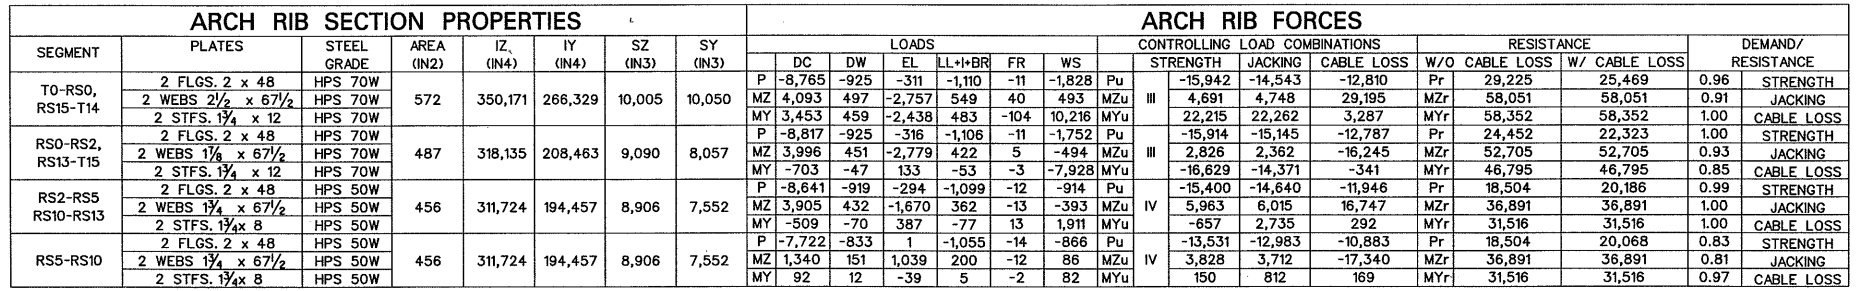 ARCH RIB SECTION PROPERTIES ARCH RIB FORCES
SEGMENT PLATES STEEL GRADE AREA (IN2) IZ (IN4) IY (IN4) SZ (IN3) SY (IN3) LOADS CONTROLLING LOAD COMBINATIONS RESISTANCE DEMAND/ RESISTANCE
DC DW EL LL+I+BR FR WS STRENGTH JACKING CABLE LOSS W/O CABLE LOSS W/ CABLE LOSS
T0-RS0, RS15-T14 572 350,171 266,329 10,005 10,050 III
2 FLGS. 2 x 48 HPS 70W P -8,765 -925 -311 -1,110 -11 -1,828 Pu -15,942 -14,543 -12,810 Pr 29,225 25,469 0.96 STRENGTH
2 WEBS 2 1/2 x 67 1/2 HPS 70W MZ 4,093 497 -2,757 549 40 493 MZu 4,691 4,748 29,195 MZr 58,051 58,051 0.91 JACKING
2 STFS. 1 3/4 x 12 HPS 70W MY 3,453 459 -2,438 483 -104 10,216 MYu 22,215 22,262 3,287 MYr 58,352 58,352 1.00 CABLE LOSS
RS0-RS2, RS13-T15 487 318,135 208,463 9,090 8,057 III
2 FLGS. 2 x 48 HPS 70W P -8,817 -925 -316 -1,106 -11 -1,752 Pu -15,914 -15,145 -12,787 Pr 24,452 22,323 1.00 STRENGTH
2 WEBS 1 7/8 x 67 1/2 HPS 70W MZ 3,996 451 -2,779 422 5 -494 MZu 2,826 2,362 -16,245 MZr 52,705 52,705 0.93 JACKING
2 STFS. 1 3/4 x 12 HPS 70W MY -703 -47 133 -53 -3 -7,928 MYu -16,629 -14,371 -341 MYr 46,795 46,795 0.85 CABLE LOSS
RS2-RS5 RS10-RS13 456 311,724 194,457 8,906 7,552 IV
2 FLGS. 2 x 48 HPS 50W P -8,641 -919 -294 -1,099 -12 -914 Pu -15,400 -14,640 -11,946 Pr 18,504 20,186 0.99 STRENGTH
2 WEBS 1 3/4 x 67 1/2 HPS 50W MZ 3,905 432 -1,670 362 -13 -393 MZu 5,963 6,015 16,747 MZr 36,891 36,891 1.00 JACKING
2 STFS. 1 3/4 x 8 HPS 50W MY -509 -70 387 -77 13 1,911 MYu -657 2,735 292 MYr 31,516 31,516 1.00 CABLE LOSS
RS5-RS10 456 311,724 194,457 8,906 7,552 IV
2 FLGS. 2 x 48 HPS 50W P -7,722 -833 1 -1,055 -14 -866 Pu -13,531 -12,983 -10,883 Pr 18,504 20,068 0.83 STRENGTH
2 WEBS 1 3/4 x 67 1/2 HPS 50W MZ 1,340 151 1,039 200 -12 86 MZu 3,828 3,712 -17,340 MZr 36,891 36,891 0.81 JACKING
2 STFS. 1 3/4 x 8 HPS 50W MY 92 12 -39 5 -2 82 MYu 150 812 169 MYr 31,516 31,516 0.97 CABLE LOSS